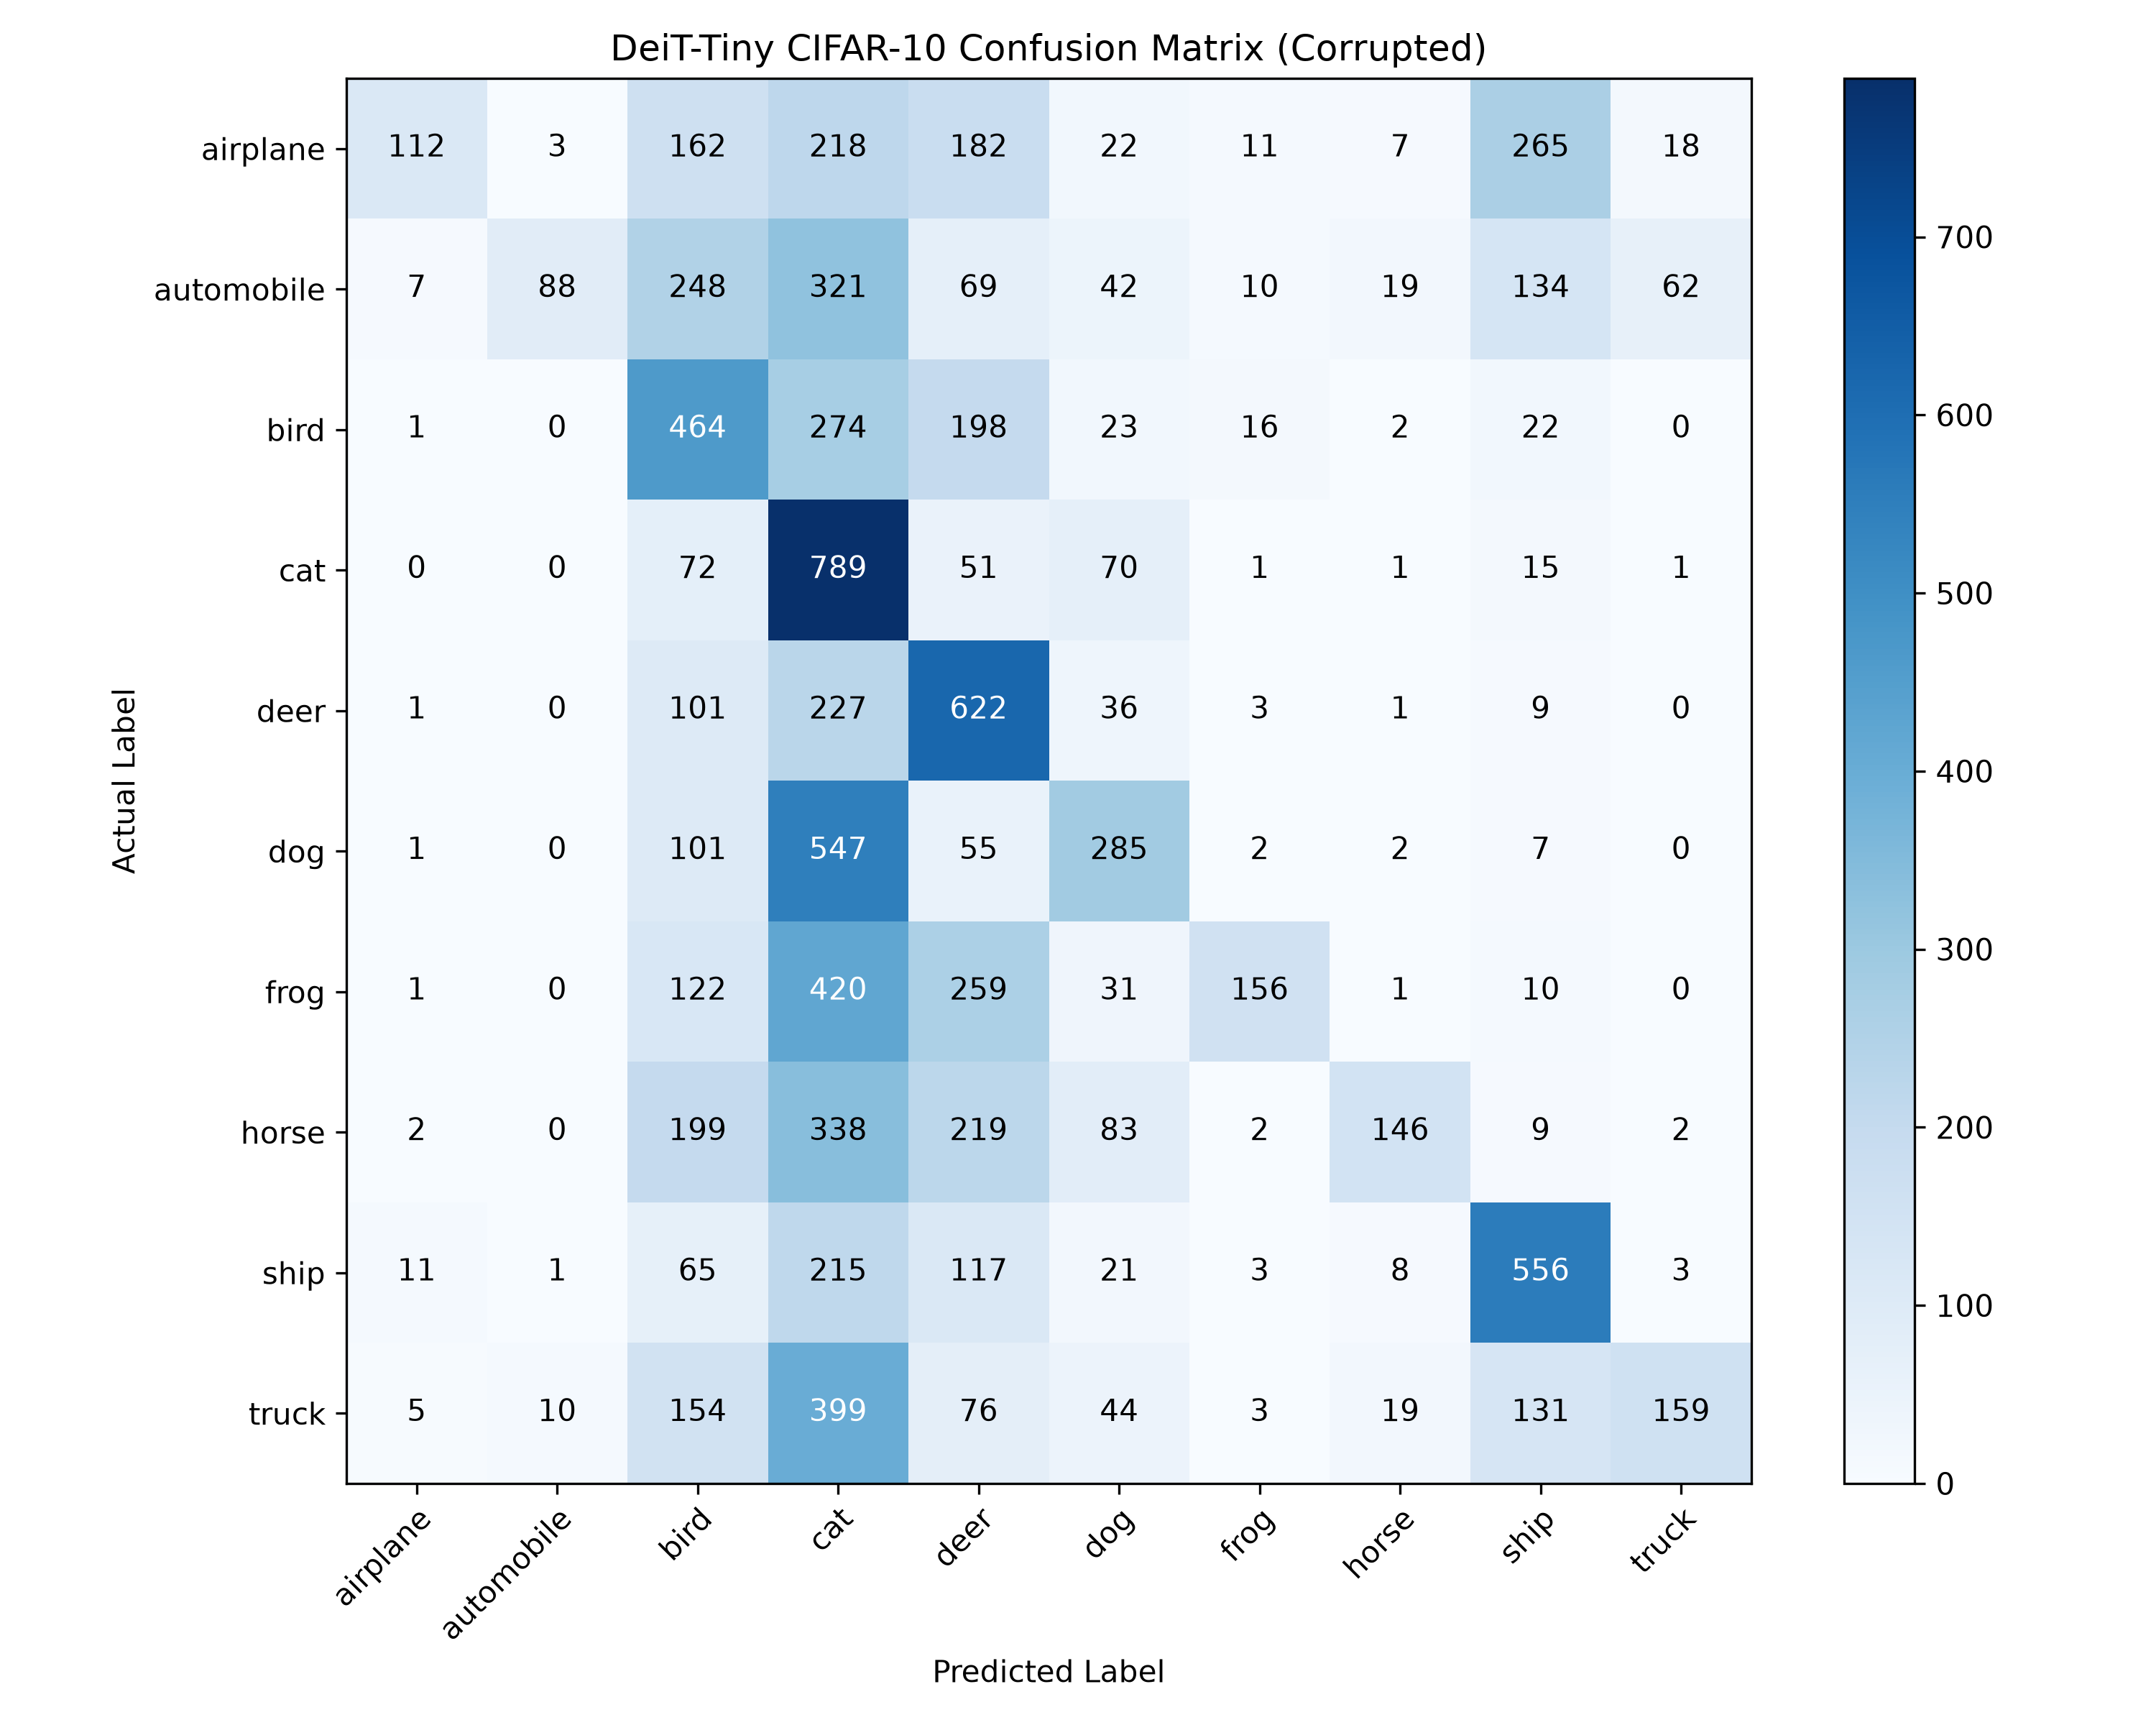 DeiT-Tiny CIFAR-10 Confusion Matrix (Corrupted)
airplane 112 3 162 218 182 22 11 7 265 18
automobile 7 88 248 321 69 42 10 19 134 62
bird 1 0 464 274 198 23 16 2 22 0
cat 0 0 72 789 51 70 1 1 15 1
deer 1 0 101 227 622 36 3 1 9 0
dog 1 0 101 547 55 285 2 2 7 0
frog 1 0 122 420 259 31 156 1 10 0
horse 2 0 199 338 219 83 2 146 9 2
ship 11 1 65 215 117 21 3 8 556 3
truck 5 10 154 399 76 44 3 19 131 159
Actual Label
airplane automobile bird cat deer dog frog horse ship truck
Predicted Label
700
600
500
400
300
200
100
0